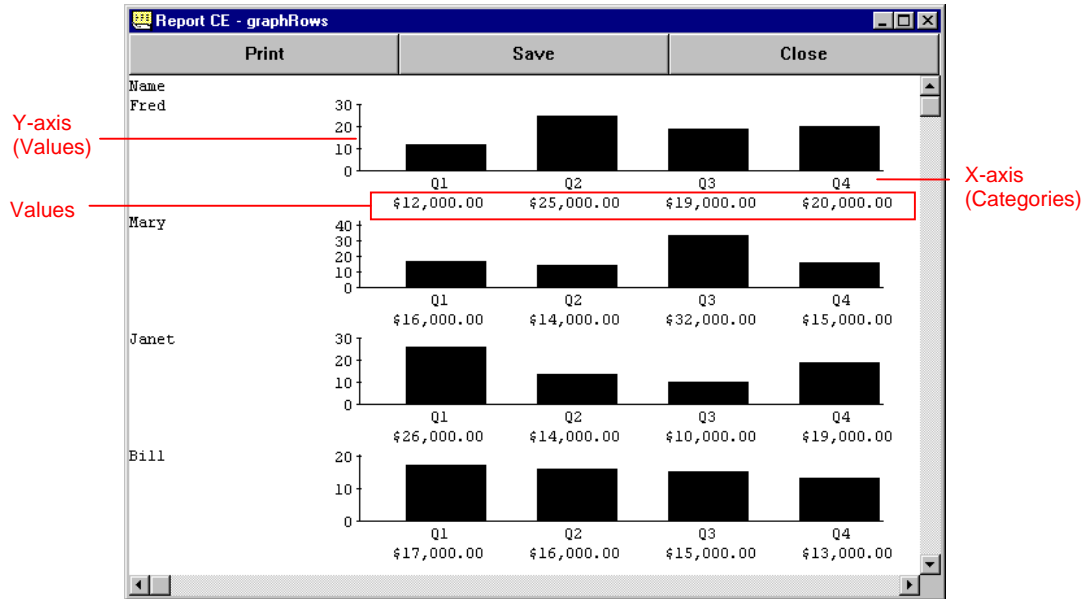 Report CE - graphRows
Print Save Close
Name
Fred
30
20
10
0
Q1 Q2 Q3 Q4
$12,000.00 $25,000.00 $19,000.00 $20,000.00
Y-axis
(Values)
Values
X-axis
(Categories)
Mary
40
30
20
10
0
Q1 Q2 Q3 Q4
$16,000.00 $14,000.00 $32,000.00 $15,000.00
Janet
30
20
10
0
Q1 Q2 Q3 Q4
$26,000.00 $14,000.00 $10,000.00 $19,000.00
Bill
20
10
0
Q1 Q2 Q3 Q4
$17,000.00 $16,000.00 $15,000.00 $13,000.00